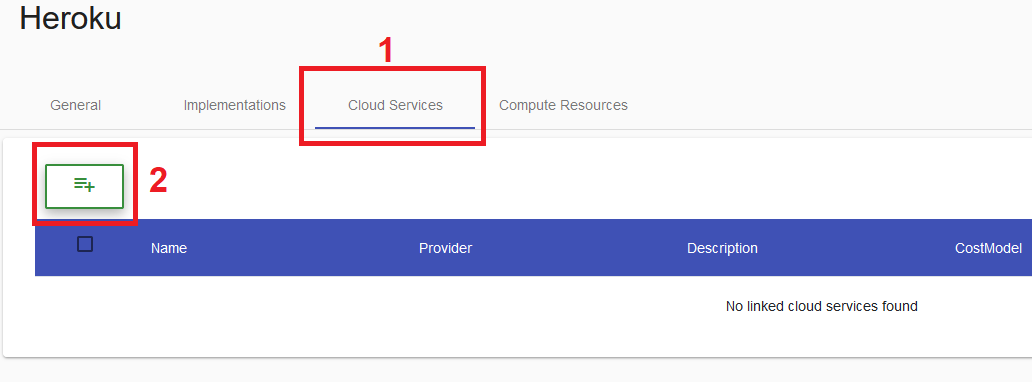 Heroku
1
General Implementations Cloud Services Compute Resources
2
Name Provider Description CostModel
No linked cloud services found